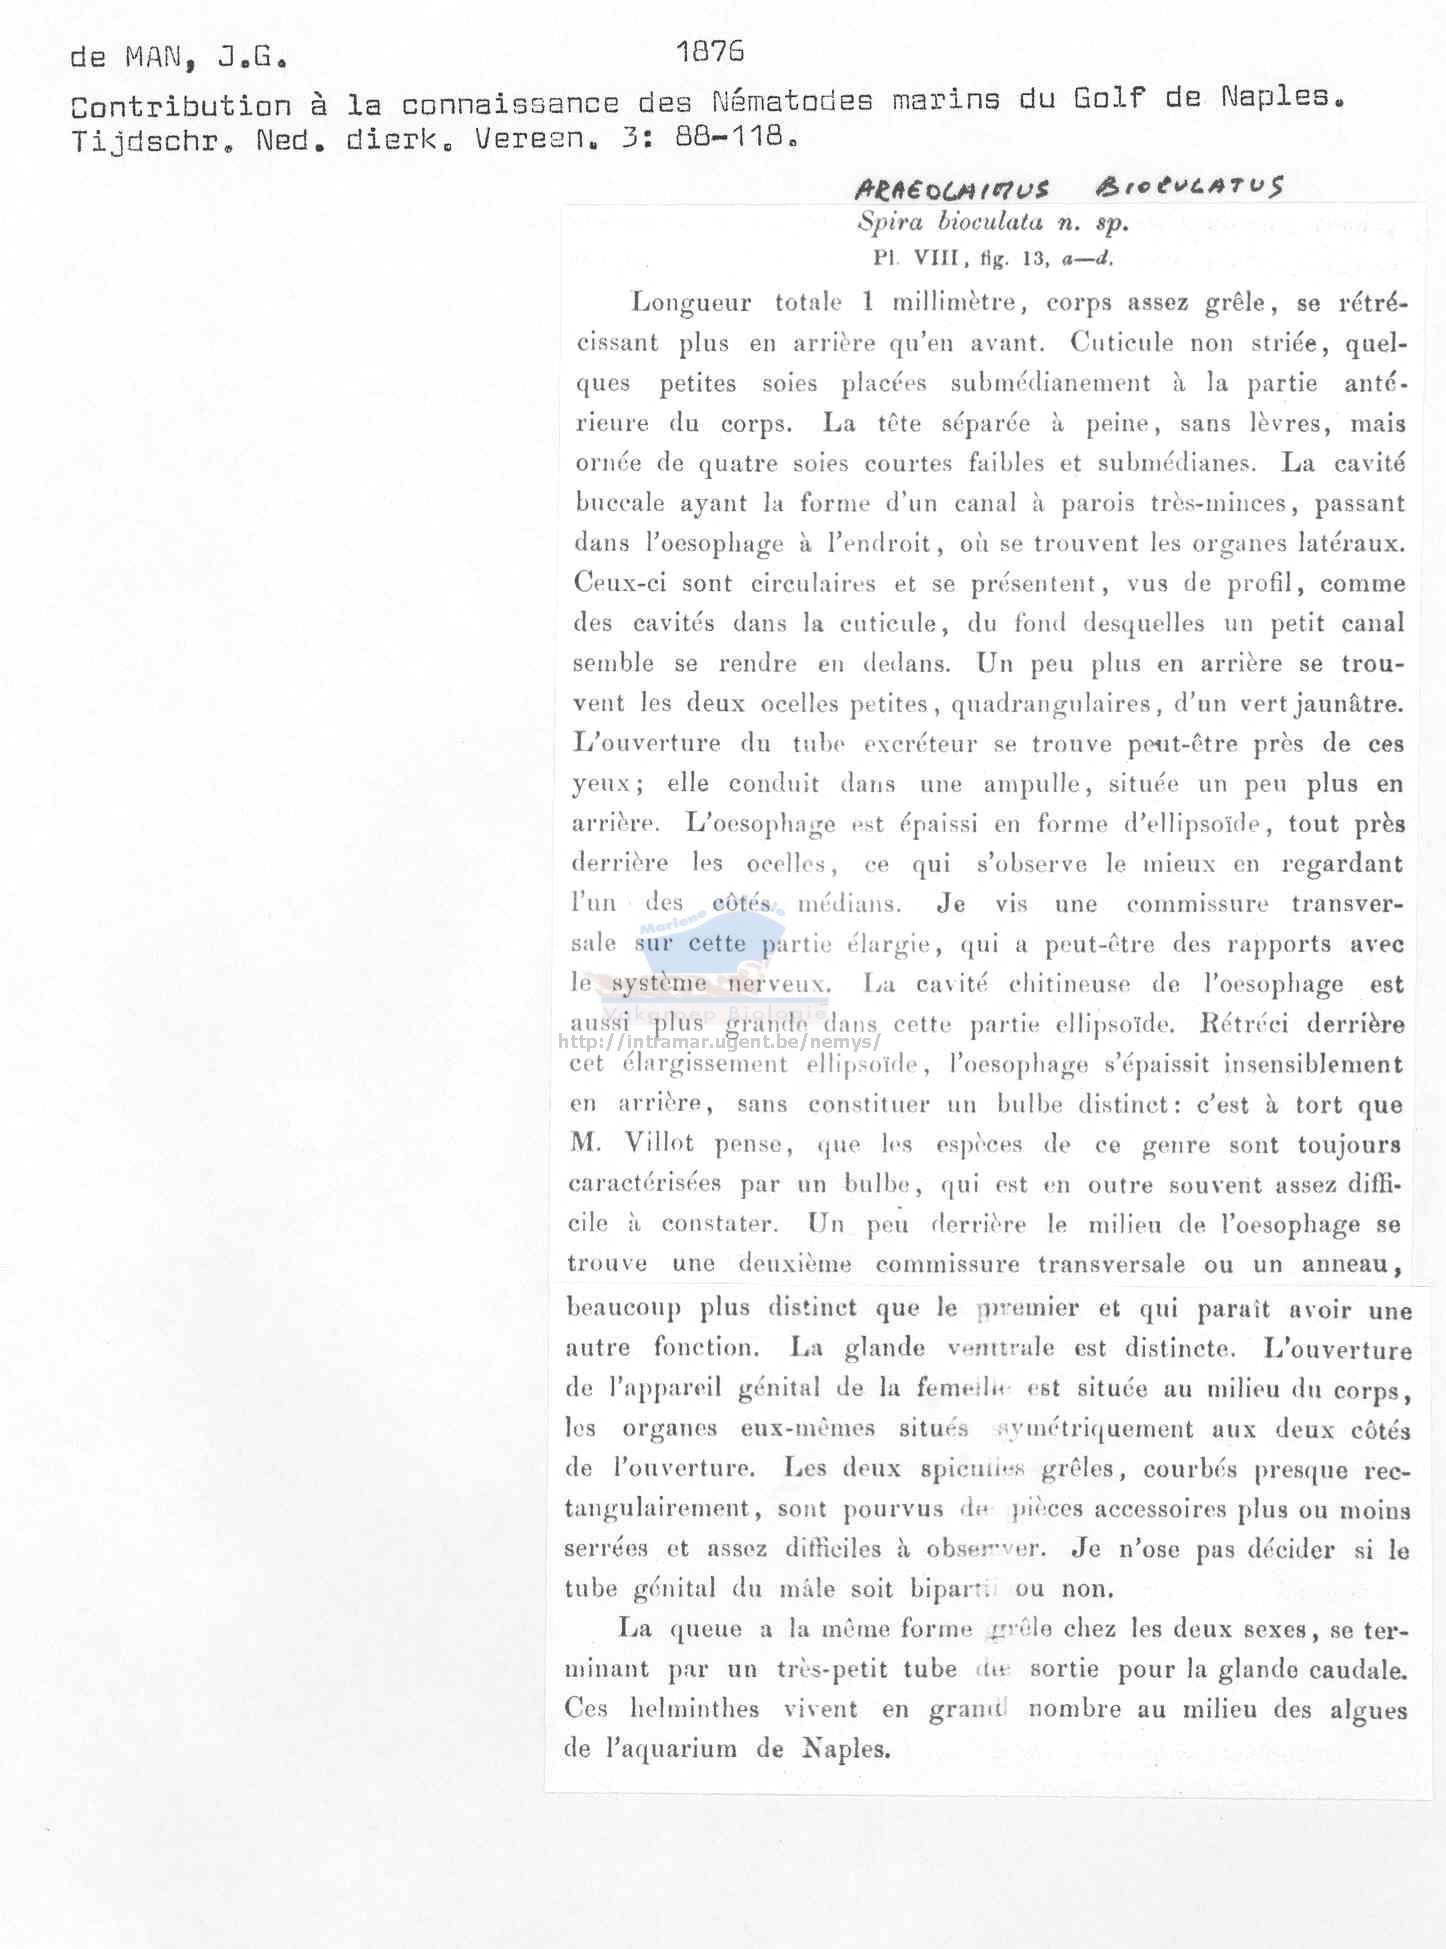 de MAN, J.G. 1876
Contribution à la connaissance des Nématodes marins du Golf de Naples.
Tijdschr. Ned. dierk. Vereen. 3: 88-118.
ARAEOLAIMUS BIOCULATUS
Spira bioculata n. sp.
Pl. VIII, fig. 13, a—d.
Longueur totale 1 millimètre, corps assez grêle, se rétré-
cissant plus en arrière qu'en avant. Cuticule non striée, quel-
ques petites soies placées submédianement à la partie anté-
rieure du corps. La tête séparée à peine, sans lèvres, mais
ornée de quatre soies courtes faibles et submédianes. La cavité
buccale ayant la forme d'un canal à parois très-minces, passant
dans l'oesophage à l'endroit, où se trouvent les organes latéraux.
Ceux-ci sont circulaires et se présentent, vus de profil, comme
des cavités dans la cuticule, du fond desquelles un petit canal
semble se rendre en dedans. Un peu plus en arrière se trou-
vent les deux ocelles petites, quadrangulaires, d'un vert jaunâtre.
L'ouverture du tube excréteur se trouve peut-être près de ces
yeux; elle conduit dans une ampulle, située un peu plus en
arrière. L'oesophage est épaissi en forme d'ellipsoïde, tout près
derrière les ocelles, ce qui s'observe le mieux en regardant
l'un des côtés médians. Je vis une commissure transver-
sale sur cette partie élargie, qui a peut-être des rapports avec
le système nerveux. La cavité chitineuse de l'oesophage est
aussi plus grande dans cette partie ellipsoïde. Rétréci derrière
cet élargissement ellipsoïde, l'oesophage s'épaissit insensiblement
en arrière, sans constituer un bulbe distinct: c'est à tort que
M. Villot pense, que les espèces de ce genre sont toujours
caractérisées par un bulbe, qui est en outre souvent assez diffi-
cile à constater. Un peu derrière le milieu de l'oesophage se
trouve une deuxième commissure transversale ou un anneau,
beaucoup plus distinct que le premier et qui paraît avoir une
autre fonction. La glande ventrale est distincte. L'ouverture
de l'appareil génital de la femelle est située au milieu du corps,
les organes eux-mêmes situés symétriquement aux deux côtés
de l'ouverture. Les deux spicules grêles, courbés presque rec-
tangulairement, sont pourvus de pièces accessoires plus ou moins
serrées et assez difficiles à observer. Je n'ose pas décider si le
tube génital du mâle soit biparti ou non.
La queue a la même forme grêle chez les deux sexes, se ter-
minant par un très-petit tube de sortie pour la glande caudale.
Ces helminthes vivent en grand nombre au milieu des algues
de l'aquarium de Naples.
Mariene
Vakgroep Biologie
http://intramar.ugent.be/nemys/